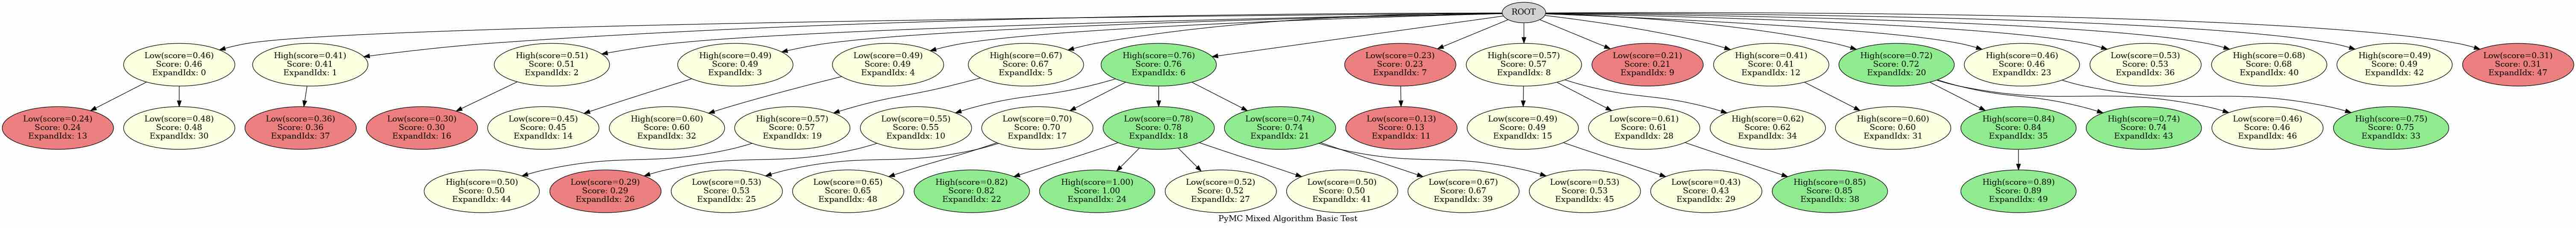 ROOT
Low(score=0.46)
Score: 0.46
ExpandIdx: 0
High(score=0.41)
Score: 0.41
ExpandIdx: 1
High(score=0.51)
Score: 0.51
ExpandIdx: 2
High(score=0.49)
Score: 0.49
ExpandIdx: 3
Low(score=0.49)
Score: 0.49
ExpandIdx: 4
High(score=0.67)
Score: 0.67
ExpandIdx: 5
High(score=0.76)
Score: 0.76
ExpandIdx: 6
Low(score=0.23)
Score: 0.23
ExpandIdx: 7
High(score=0.57)
Score: 0.57
ExpandIdx: 8
Low(score=0.21)
Score: 0.21
ExpandIdx: 9
High(score=0.41)
Score: 0.41
ExpandIdx: 12
High(score=0.72)
Score: 0.72
ExpandIdx: 20
High(score=0.46)
Score: 0.46
ExpandIdx: 23
Low(score=0.53)
Score: 0.53
ExpandIdx: 36
High(score=0.68)
Score: 0.68
ExpandIdx: 40
High(score=0.49)
Score: 0.49
ExpandIdx: 42
Low(score=0.31)
Score: 0.31
ExpandIdx: 47
Low(score=0.24)
Score: 0.24
ExpandIdx: 13
Low(score=0.48)
Score: 0.48
ExpandIdx: 30
Low(score=0.36)
Score: 0.36
ExpandIdx: 37
Low(score=0.30)
Score: 0.30
ExpandIdx: 16
Low(score=0.45)
Score: 0.45
ExpandIdx: 14
High(score=0.60)
Score: 0.60
ExpandIdx: 32
High(score=0.57)
Score: 0.57
ExpandIdx: 19
Low(score=0.55)
Score: 0.55
ExpandIdx: 10
Low(score=0.70)
Score: 0.70
ExpandIdx: 17
Low(score=0.78)
Score: 0.78
ExpandIdx: 18
Low(score=0.74)
Score: 0.74
ExpandIdx: 21
Low(score=0.13)
Score: 0.13
ExpandIdx: 11
Low(score=0.49)
Score: 0.49
ExpandIdx: 15
Low(score=0.61)
Score: 0.61
ExpandIdx: 28
High(score=0.62)
Score: 0.62
ExpandIdx: 34
High(score=0.60)
Score: 0.60
ExpandIdx: 31
High(score=0.84)
Score: 0.84
ExpandIdx: 35
High(score=0.74)
Score: 0.74
ExpandIdx: 43
Low(score=0.46)
Score: 0.46
ExpandIdx: 46
High(score=0.75)
Score: 0.75
ExpandIdx: 33
High(score=0.50)
Score: 0.50
ExpandIdx: 44
Low(score=0.29)
Score: 0.29
ExpandIdx: 26
Low(score=0.53)
Score: 0.53
ExpandIdx: 25
Low(score=0.65)
Score: 0.65
ExpandIdx: 48
High(score=0.82)
Score: 0.82
ExpandIdx: 22
High(score=1.00)
Score: 1.00
ExpandIdx: 24
Low(score=0.52)
Score: 0.52
ExpandIdx: 27
Low(score=0.50)
Score: 0.50
ExpandIdx: 41
Low(score=0.67)
Score: 0.67
ExpandIdx: 39
Low(score=0.53)
Score: 0.53
ExpandIdx: 45
Low(score=0.43)
Score: 0.43
ExpandIdx: 29
High(score=0.85)
Score: 0.85
ExpandIdx: 38
High(score=0.89)
Score: 0.89
ExpandIdx: 49
PyMC Mixed Algorithm Basic Test